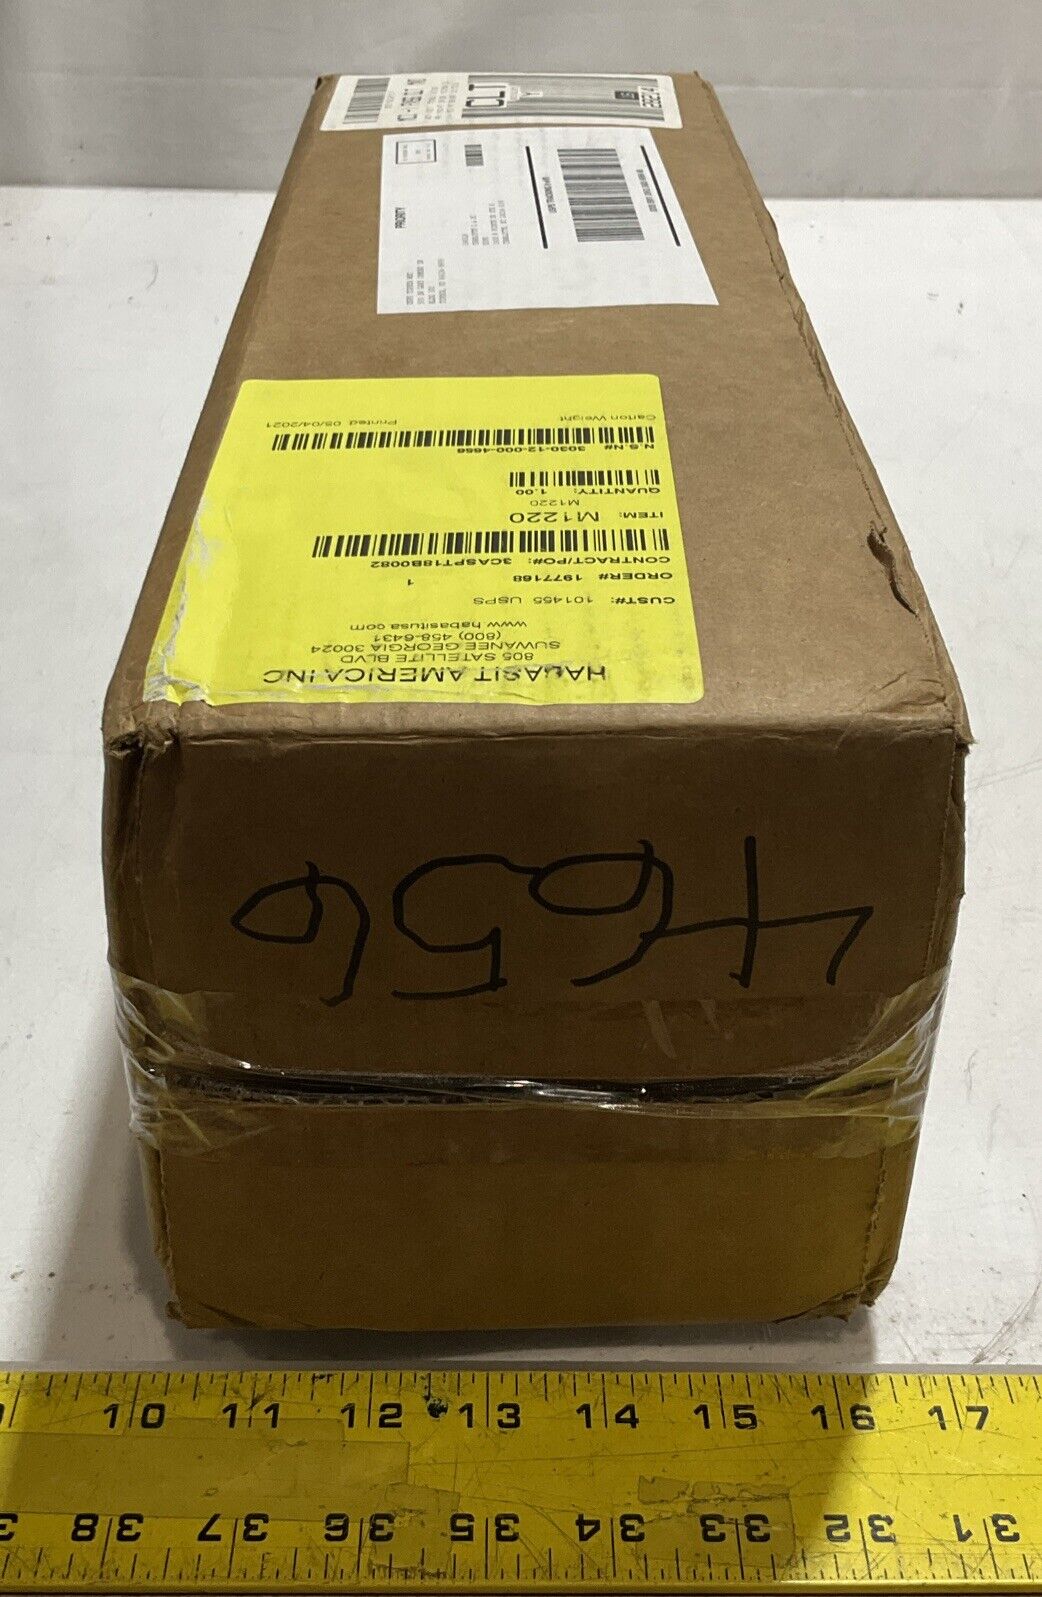 CLT
Y
28214
PRIORITY
HABASIT AMERICA INC
805 SATELLITE BLVD
SUWANEE GEORGIA 30024
(800) 458-6431
www.habasitusa.com
CUST#: 101455 USPS
ORDER# 1977168 1
CONTRACT/PO#: 3CASPT18B0082
ITEM: M1220
M1220
QUANTITY: 1.00
N.S.N# 3030-12-000-4656
Carton Weight Printed 05/04/2021
4656
10 11 12 13 14 15 16 17
31 32 33 34 35 36 37 38